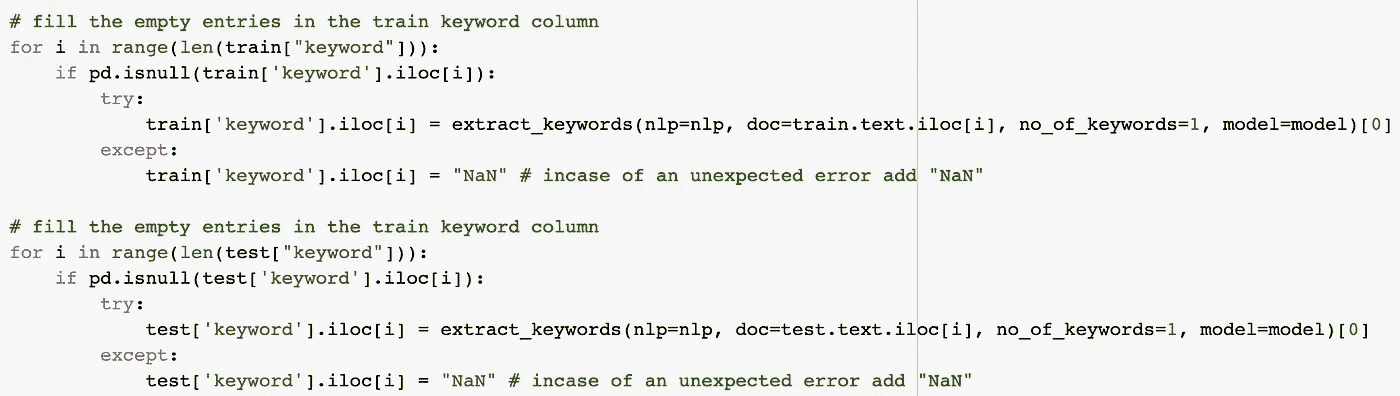 # fill the empty entries in the train keyword column
for i in range(len(train["keyword"])):
    if pd.isnull(train['keyword'].iloc[i]):
        try:
            train['keyword'].iloc[i] = extract_keywords(nlp=nlp, doc=train.text.iloc[i], no_of_keywords=1, model=model)[0]
        except:
            train['keyword'].iloc[i] = "NaN" # incase of an unexpected error add "NaN"

# fill the empty entries in the train keyword column
for i in range(len(test["keyword"])):
    if pd.isnull(test['keyword'].iloc[i]):
        try:
            test['keyword'].iloc[i] = extract_keywords(nlp=nlp, doc=test.text.iloc[i], no_of_keywords=1, model=model)[0]
        except:
            test['keyword'].iloc[i] = "NaN" # incase of an unexpected error add "NaN"